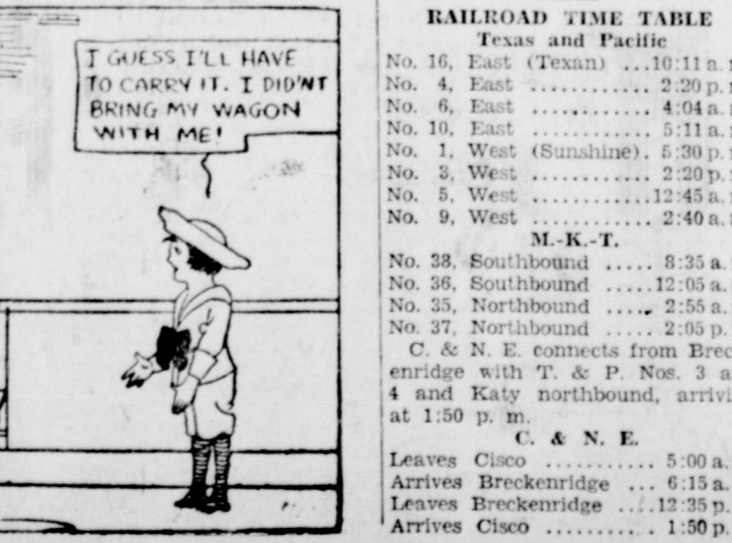 I GUESS I'LL HAVE
TO CARRY IT. I DID'NT
BRING MY WAGON
WITH ME!
RAILROAD TIME TABLE
Texas and Pacific
No. 16, East (Texan) ...10:11 a.
No. 4, East ........... 2:20 p.
No. 6, East ........... 4:04 a.
No. 10, East ........... 5:11 a.
No. 1, West (Sunshine). 5:30 p.
No. 3, West ........... 2:20 p.
No. 5, West ...........12:45 a.
No. 9, West ........... 2:40 a.
M.-K.-T.
No. 38, Southbound ..... 8:35 a.
No. 36, Southbound .....12:05 a.
No. 35, Northbound ..... 2:55 a.
No. 37, Northbound ..... 2:05 p.
C. & N. E. connects from Brec
enridge with T. & P. Nos. 3 a
4 and Katy northbound, arrivi
at 1:50 p. m.
C. & N. E.
Leaves Cisco .......... 5:00 a.
Arrives Breckenridge ... 6:15 a.
Leaves Breckenridge ....12:35 p.
Arrives Cisco .......... 1:50 p.